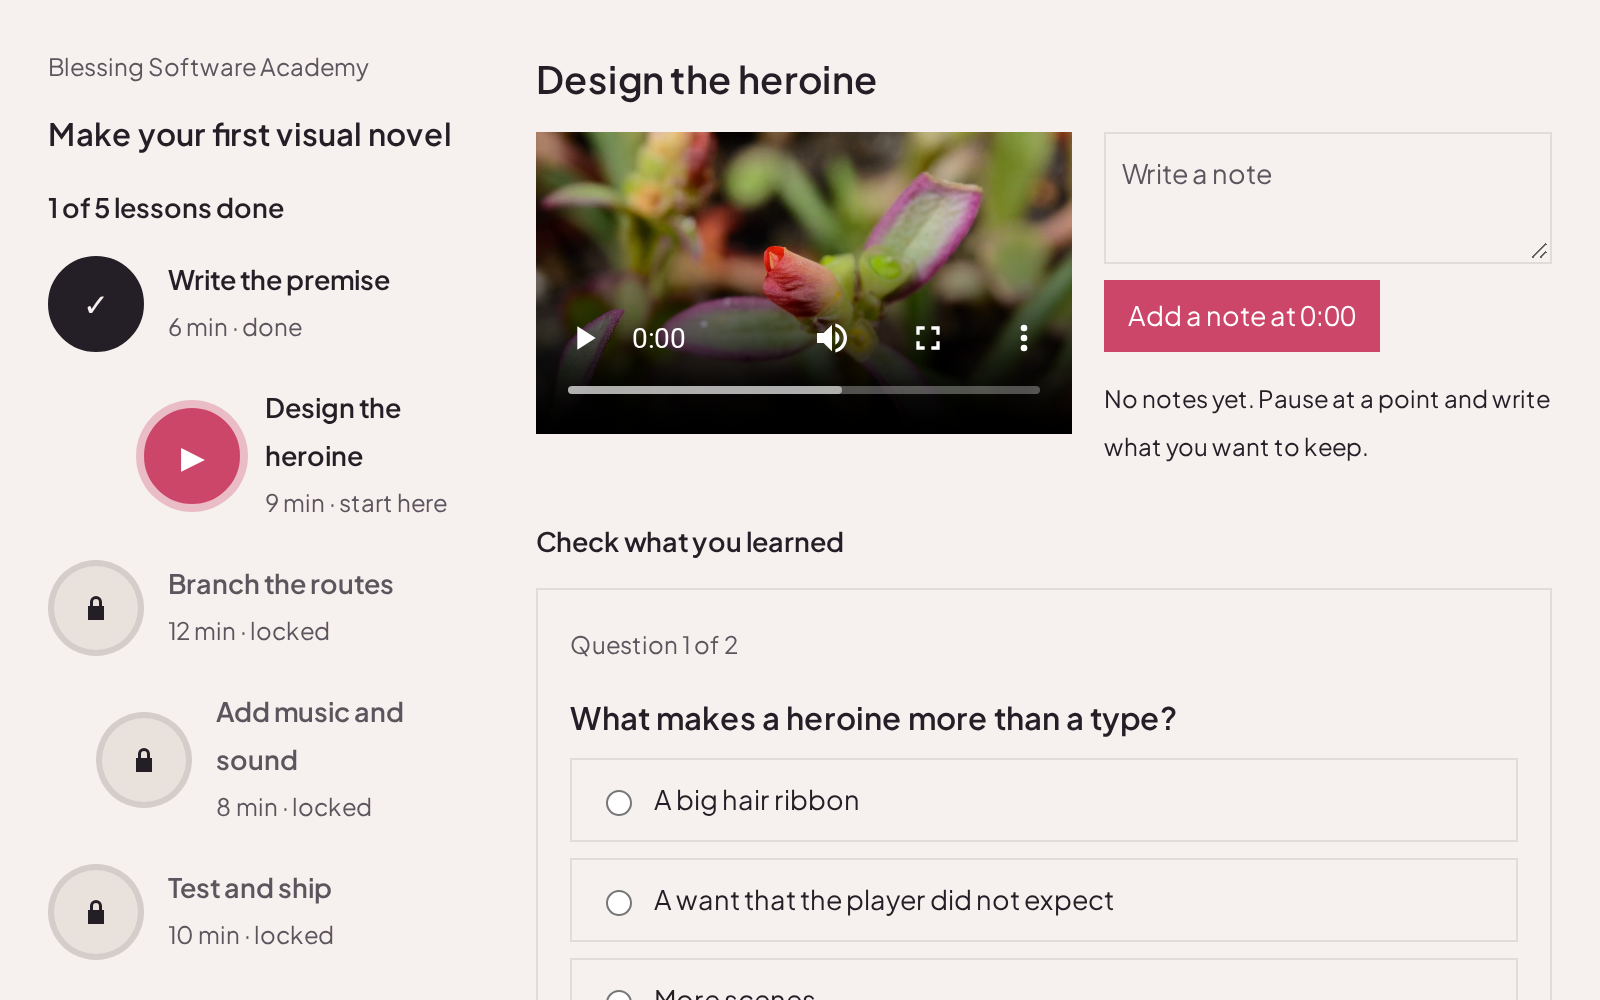 Blessing Software Academy
Make your first visual novel
1 of 5 lessons done
Write the premise
6 min · done
Design the
heroine
9 min · start here
Branch the routes
12 min · locked
Add music and
sound
8 min · locked
Test and ship
10 min · locked
Design the heroine
0:00
Write a note
Add a note at 0:00
No notes yet. Pause at a point and write
what you want to keep.
Check what you learned
Question 1 of 2
What makes a heroine more than a type?
A big hair ribbon
A want that the player did not expect
More scenes